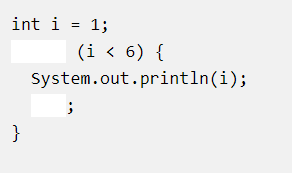 int i = 1;
(i < 6) {
System.out.println(i);
;
}